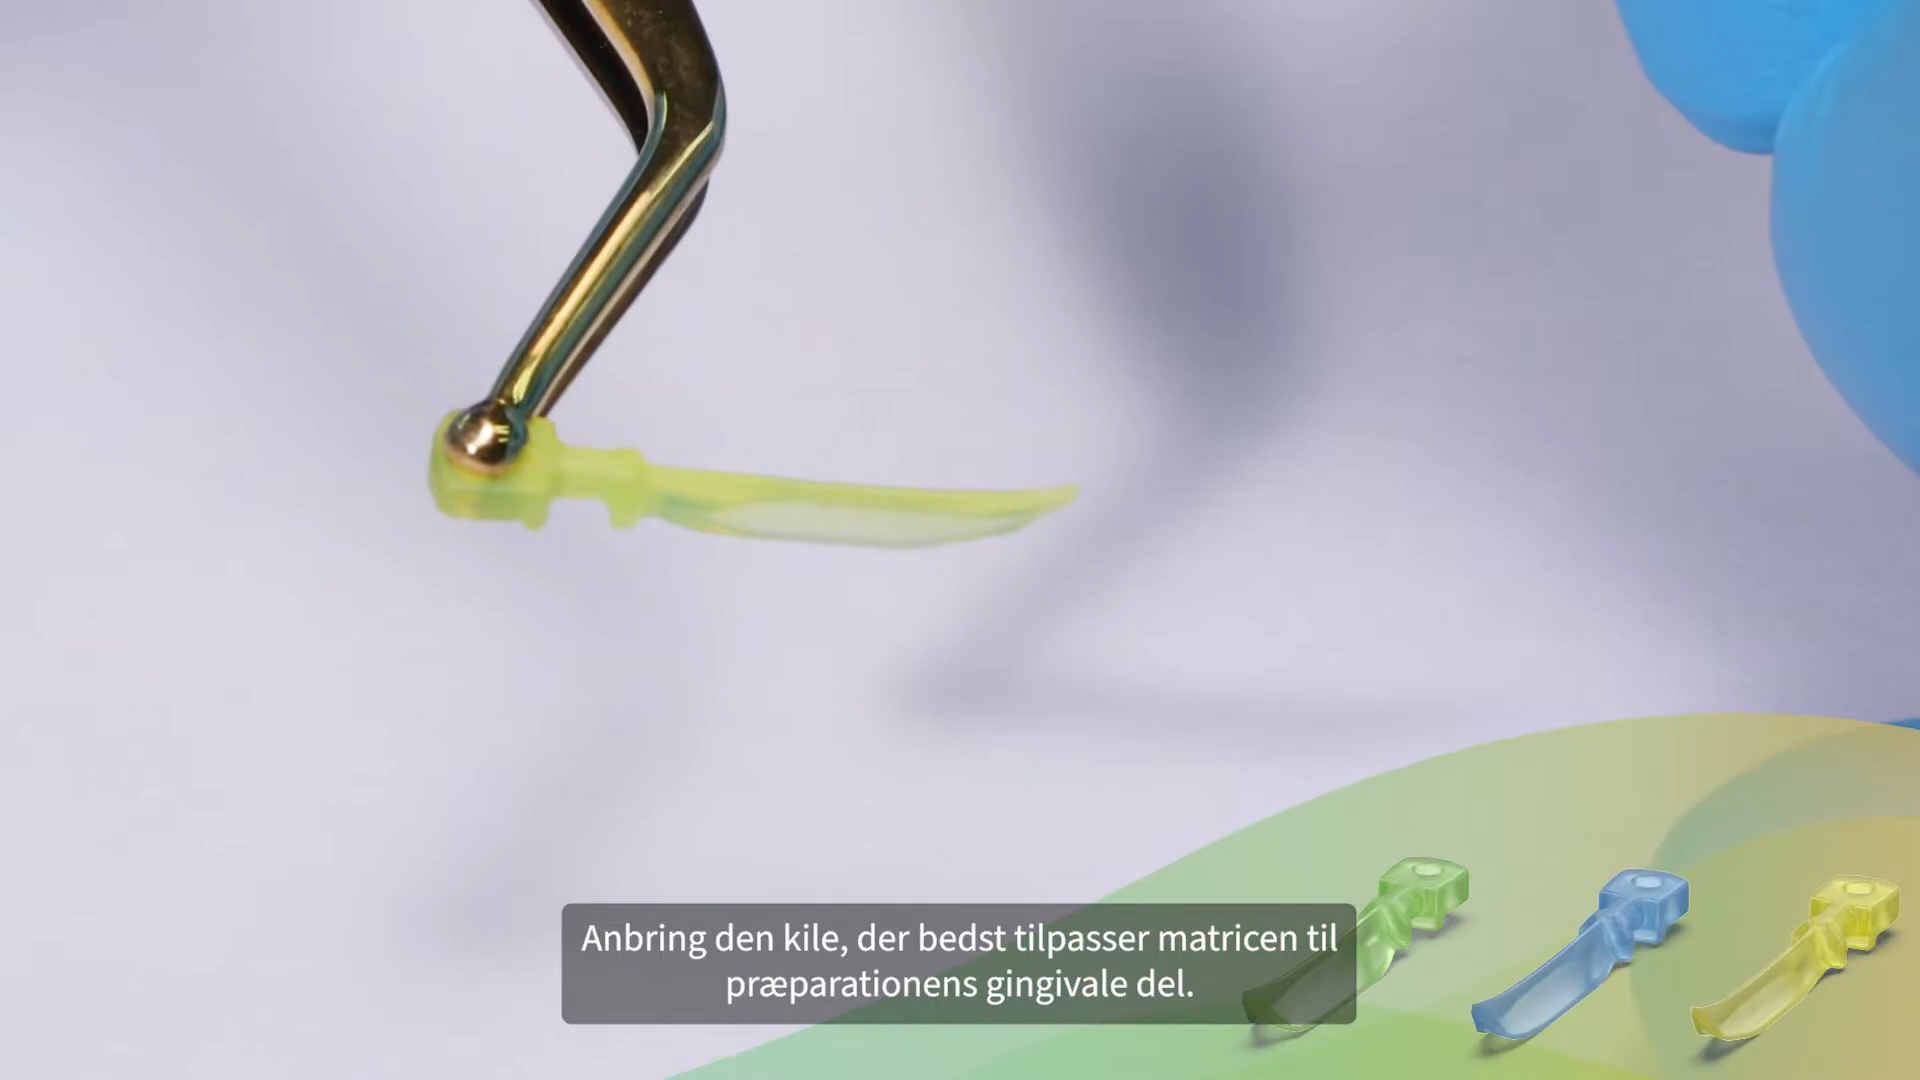 Anbring den kile, der bedst tilpasser matricen til
præparationens gingivale del.